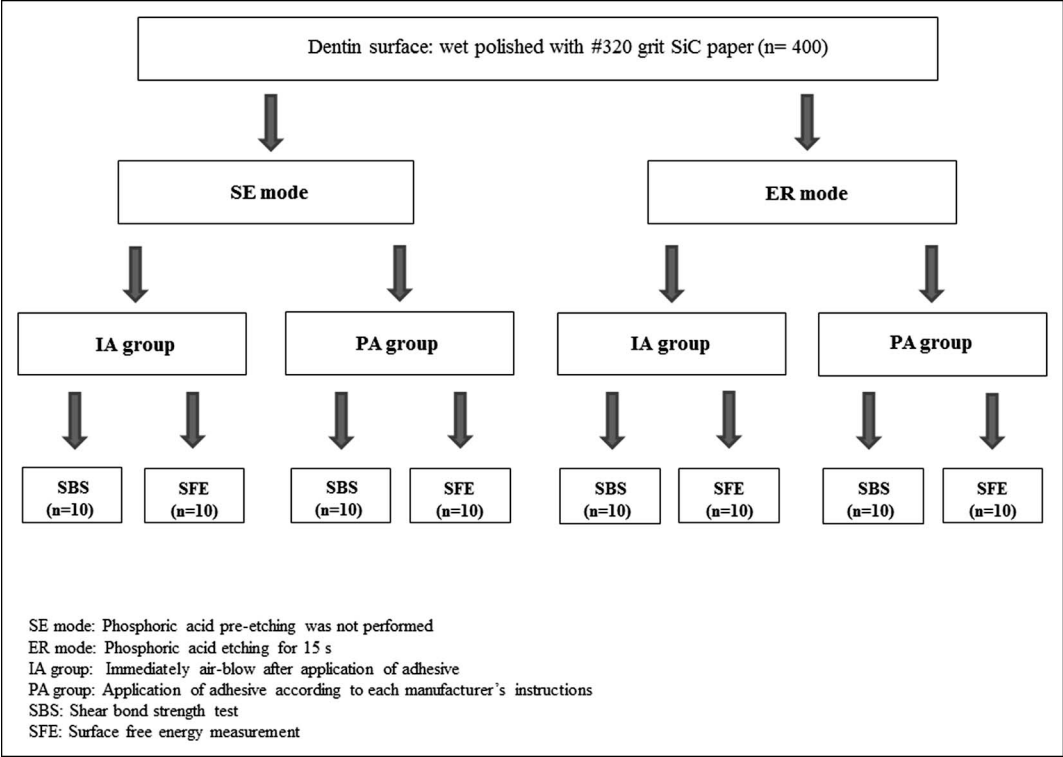 Dentin surface: wet polished with #320 grit SiC paper (n= 400)
SE mode
ER mode
IA group
PA group
IA group
PA group
SBS
(n=10)
SFE
(n=10)
SBS
(n=10)
SFE
(n=10)
SBS
(n=10)
SFE
(n=10)
SBS
(n=10)
SFE
(n=10)
SE mode: Phosphoric acid pre-etching was not performed
ER mode: Phosphoric acid etching for 15 s
IA group: Immediately air-blow after application of adhesive
PA group: Application of adhesive according to each manufacturer’s instructions
SBS: Shear bond strength test
SFE: Surface free energy measurement